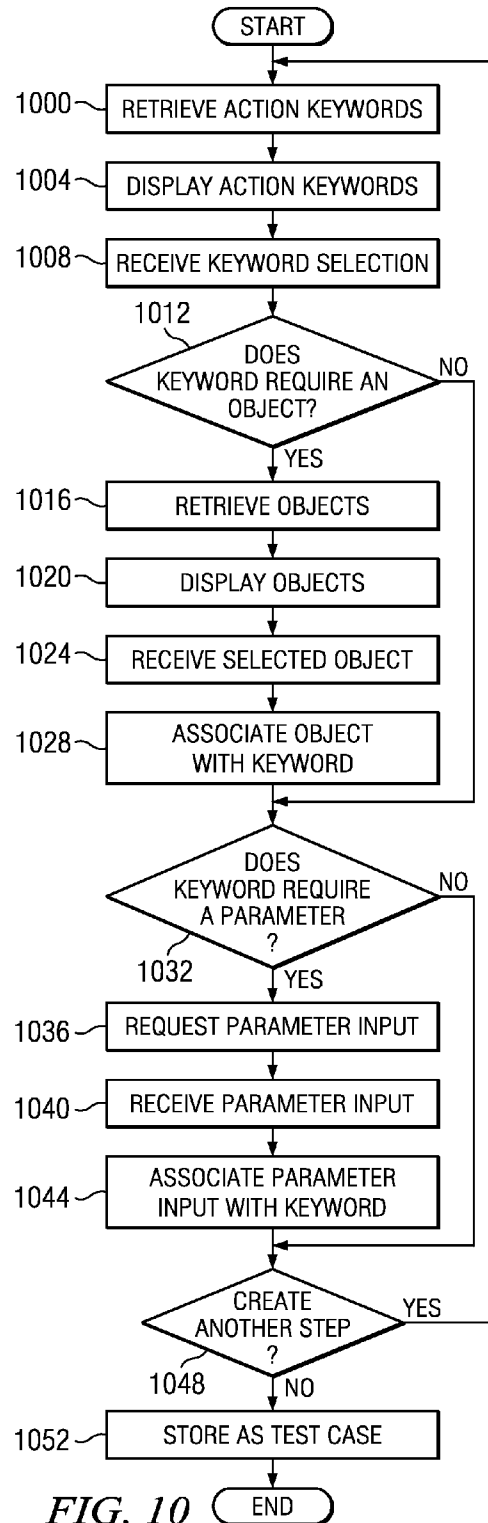 START
1000
RETRIEVE ACTION KEYWORDS
1004
DISPLAY ACTION KEYWORDS
1008
RECEIVE KEYWORD SELECTION
1012
DOES
KEYWORD REQUIRE AN
OBJECT?
NO
YES
1016
RETRIEVE OBJECTS
1020
DISPLAY OBJECTS
1024
RECEIVE SELECTED OBJECT
1028
ASSOCIATE OBJECT
WITH KEYWORD
DOES
KEYWORD REQUIRE
A PARAMETER
?
NO
1032
YES
1036
REQUEST PARAMETER INPUT
1040
RECEIVE PARAMETER INPUT
1044
ASSOCIATE PARAMETER
INPUT WITH KEYWORD
CREATE
ANOTHER STEP
?
YES
1048
NO
1052
STORE AS TEST CASE
FIG. 10
END